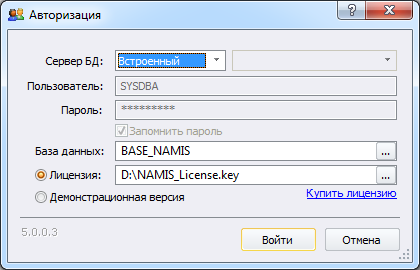 Авторизация
Сервер БД: Встроенный
Пользователь: SYSDBA
Пароль: *********
Запомнить пароль
База данных: BASE_NAMIS ...
Лицензия: D:\NAMIS_License.key ...
Демонстрационная версия Купить лицензию
5.0.0.3 Войти Отмена